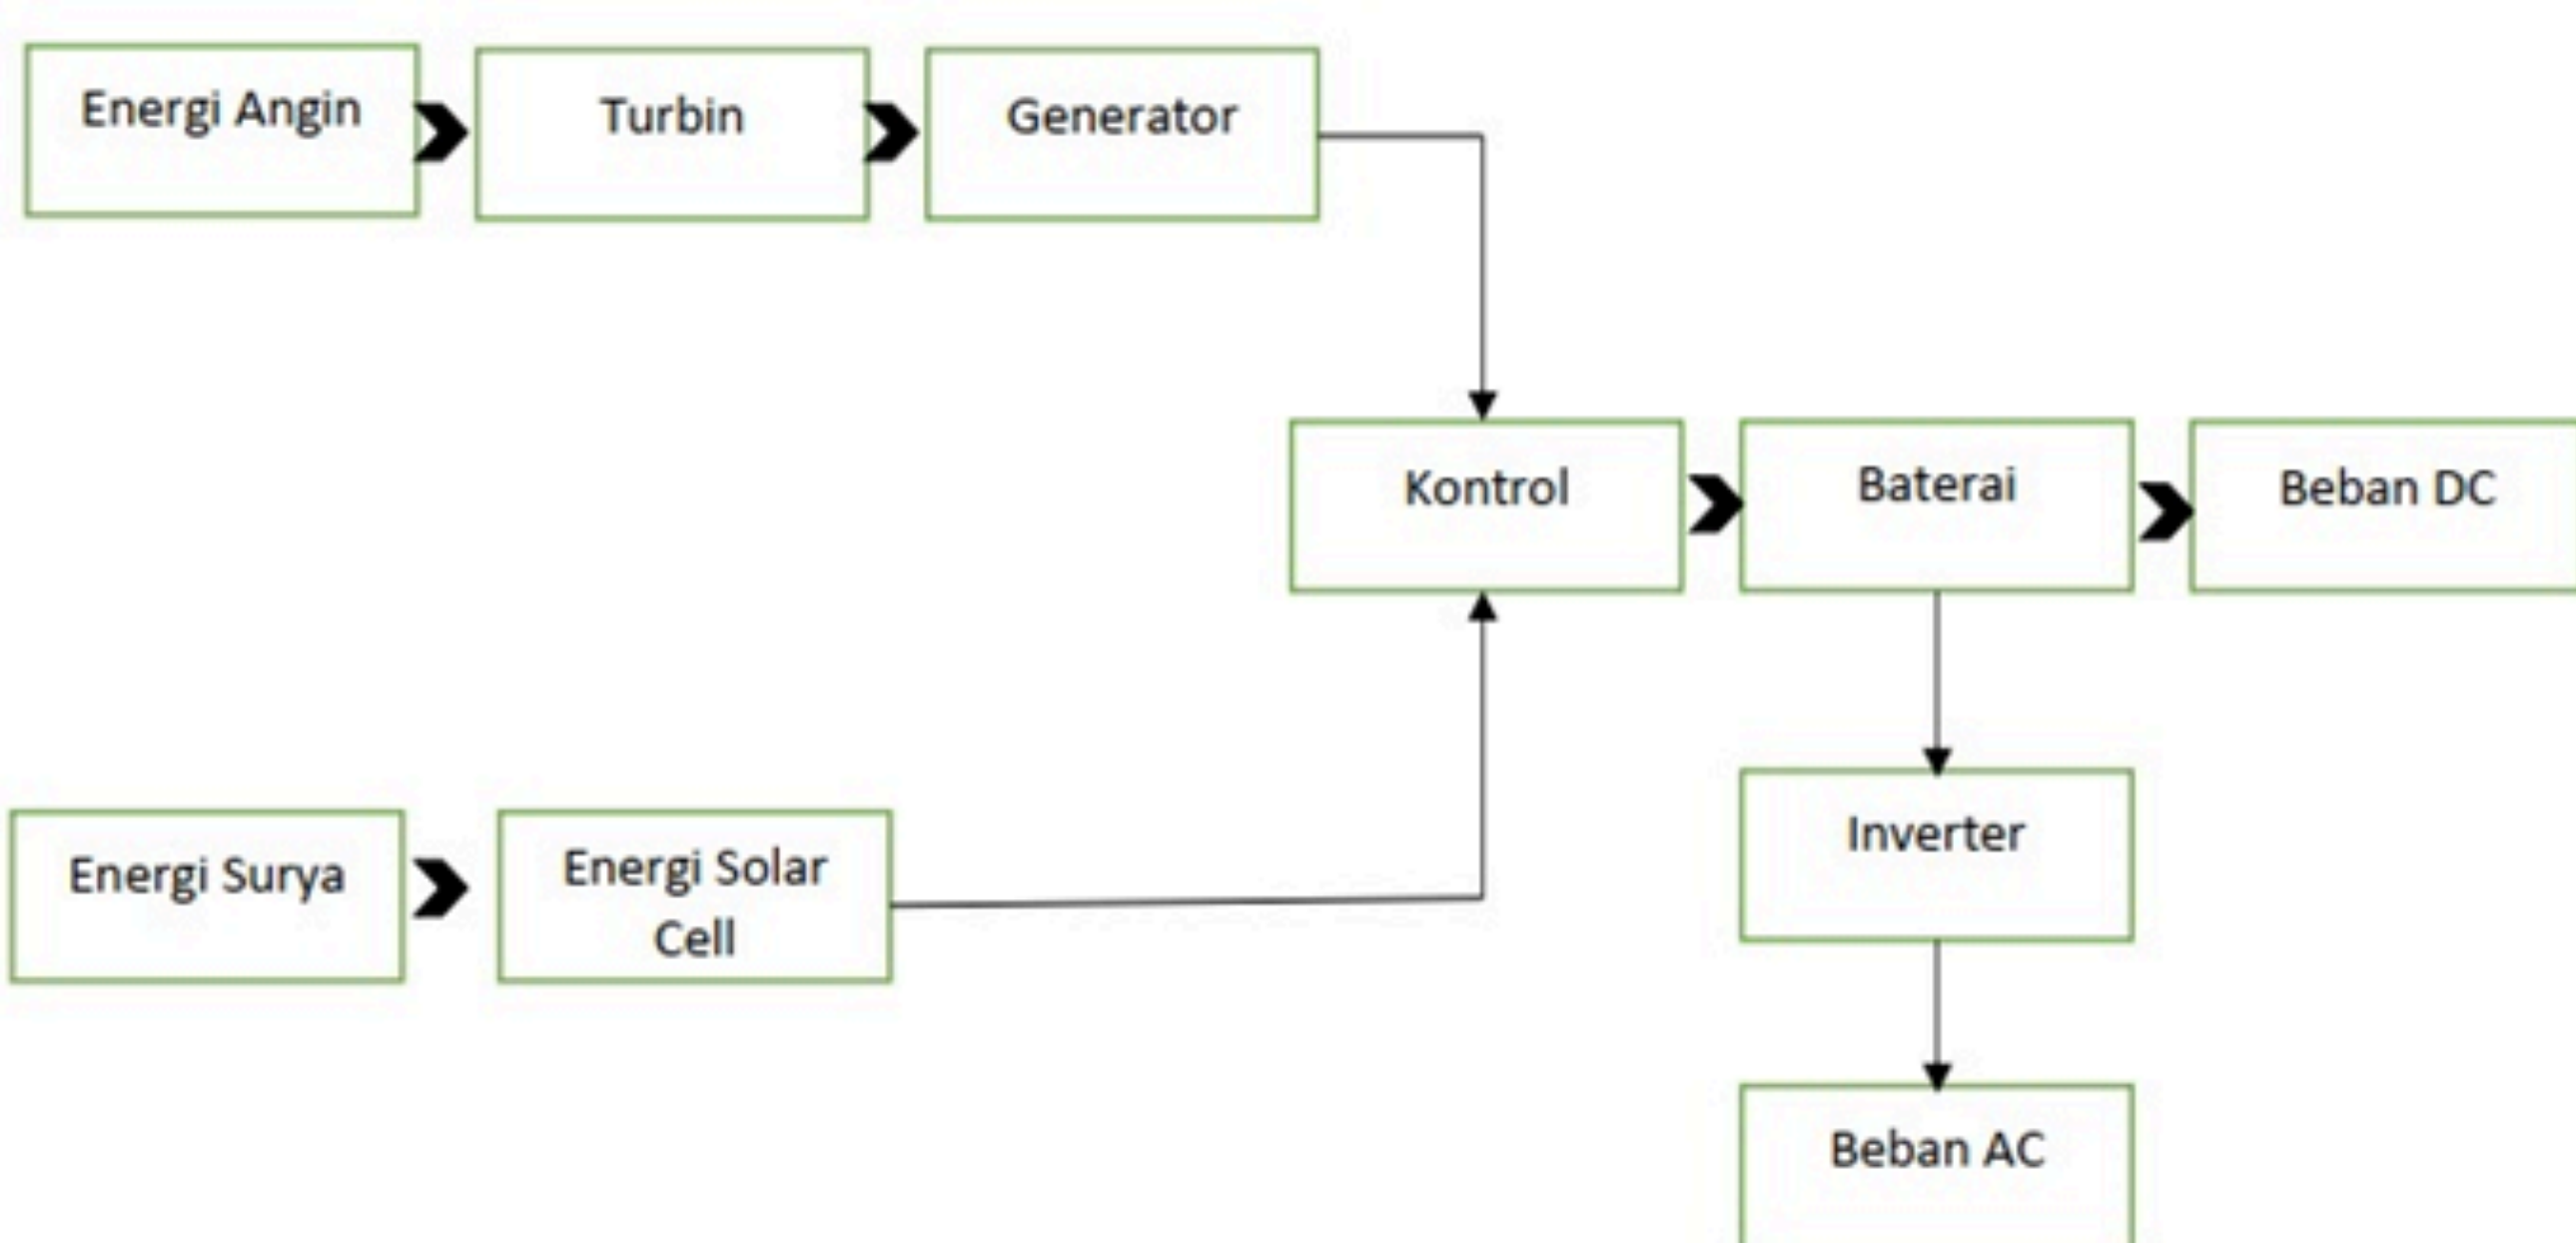 Energi Angin
Turbin
Generator
Kontrol
Baterai
Beban DC
Energi Surya
Energi Solar
Cell
Inverter
Beban AC